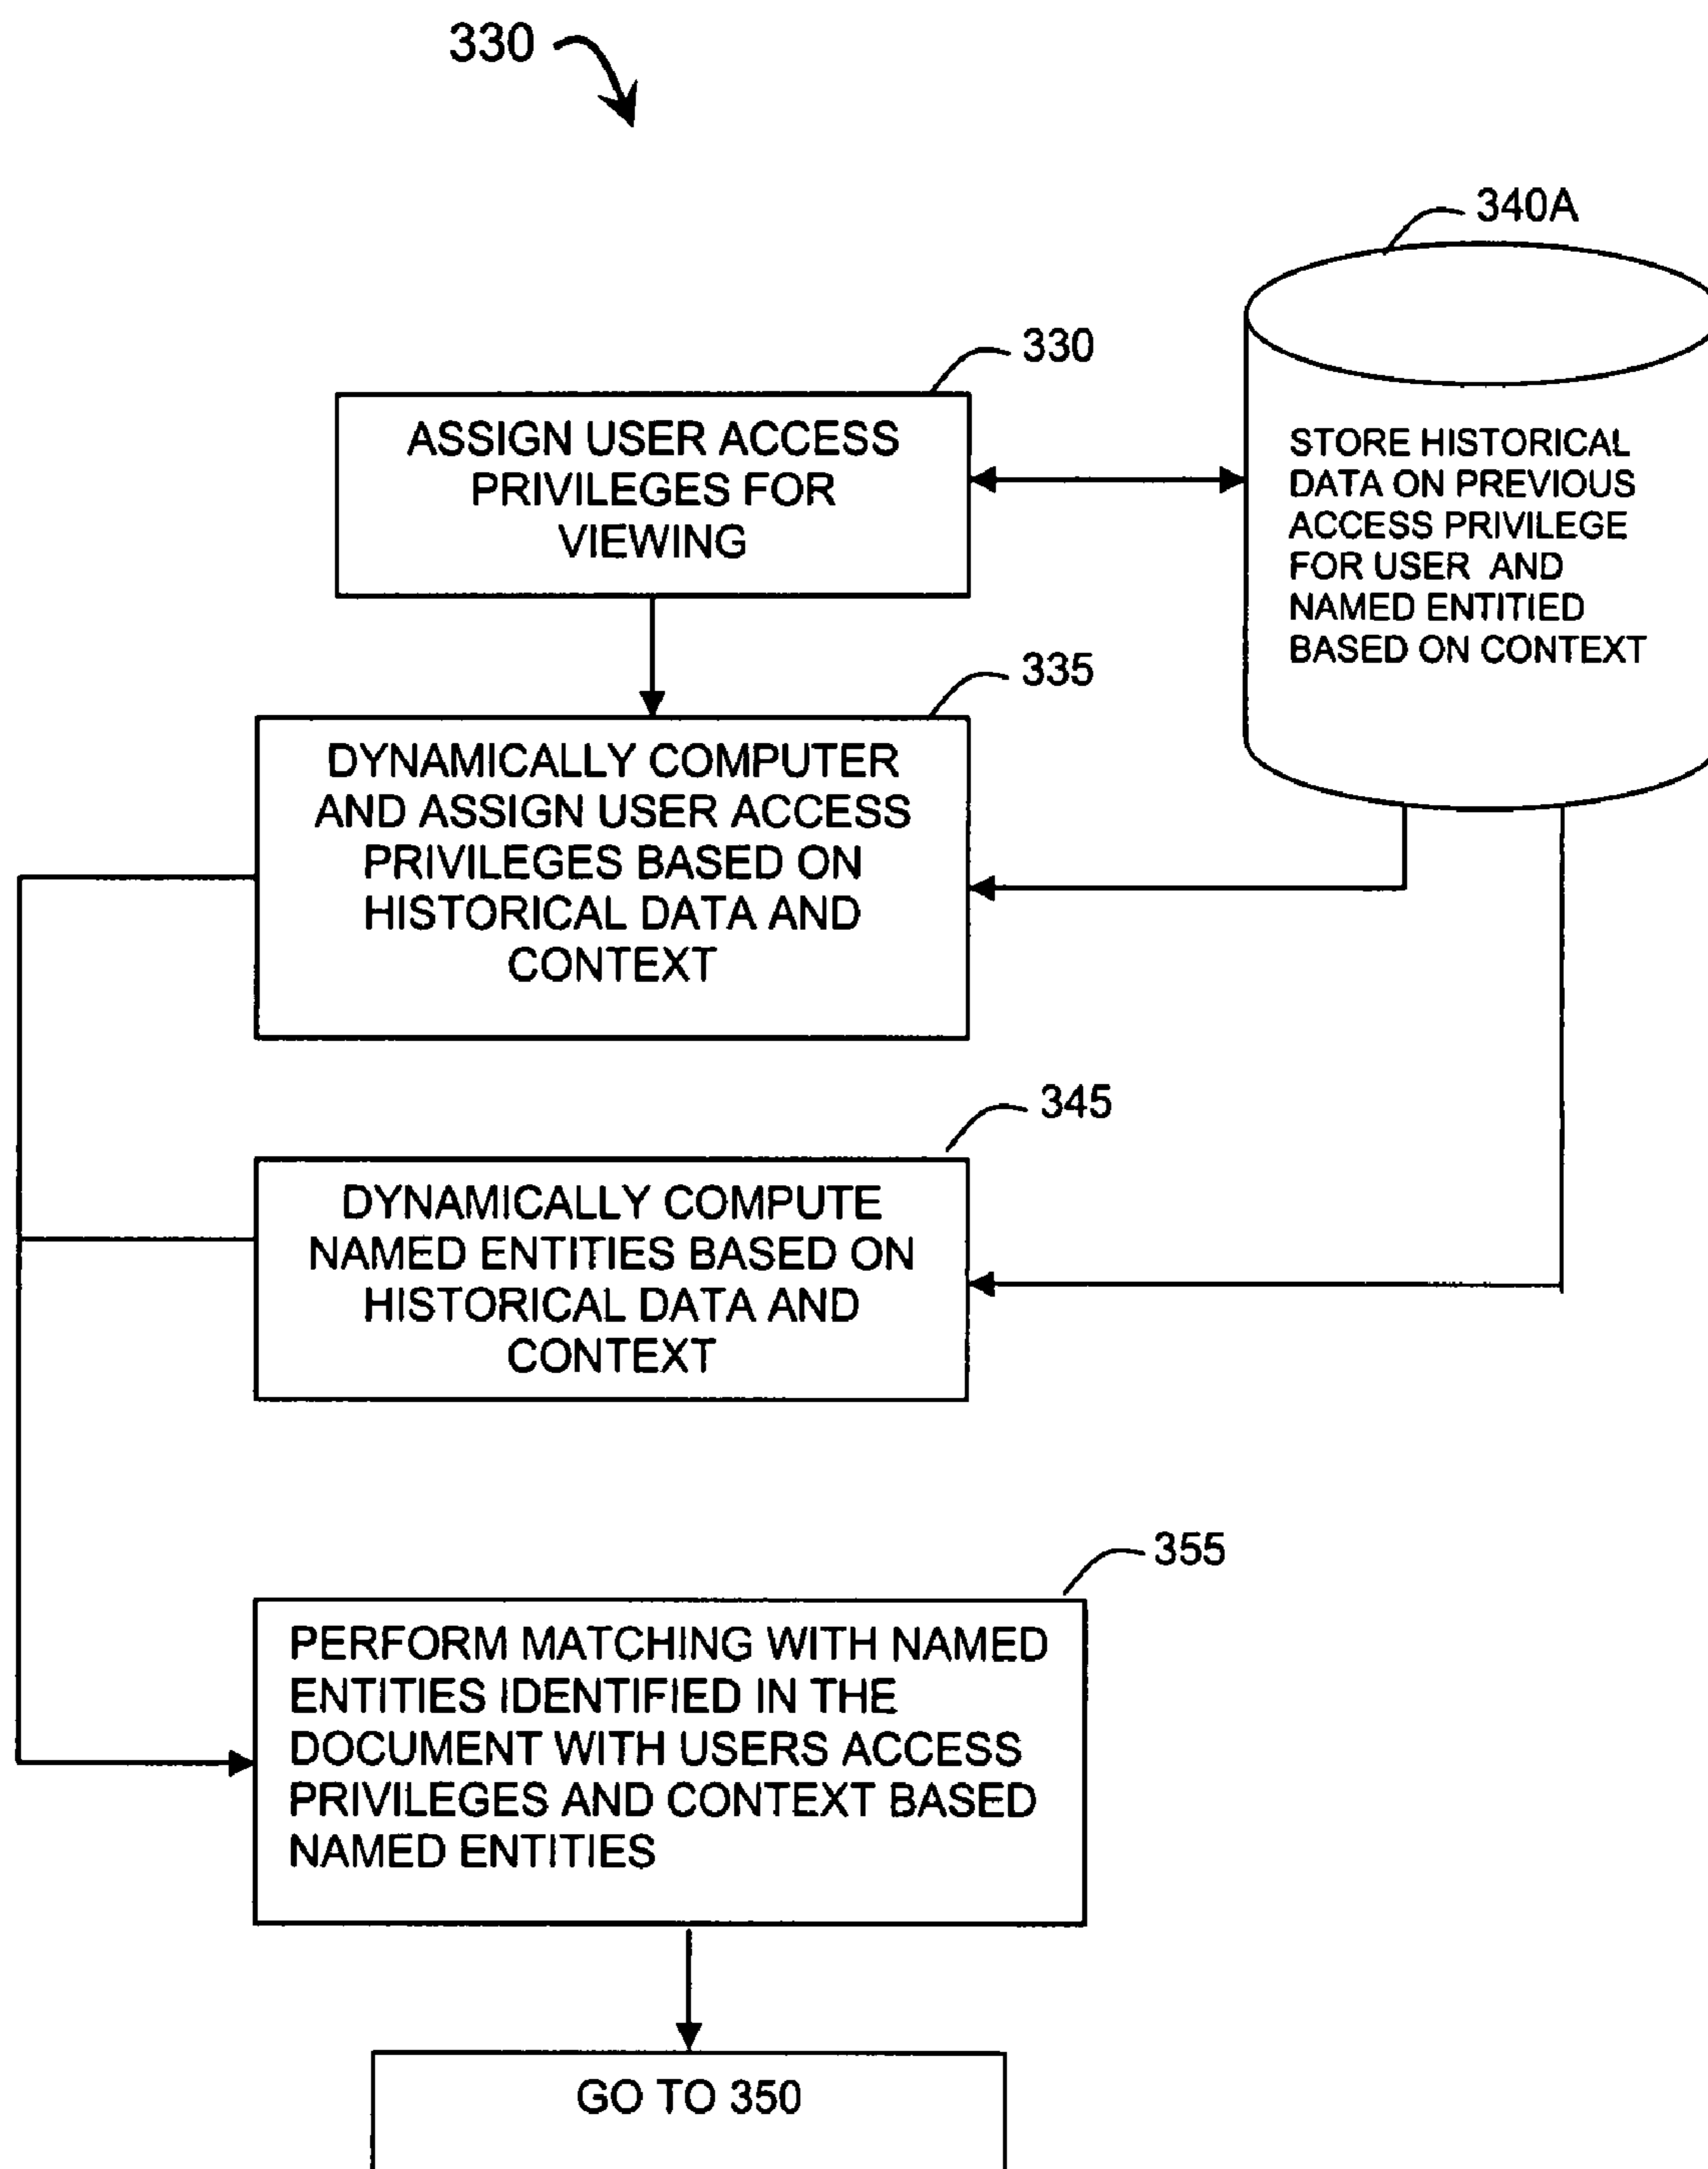 330
340A
330
ASSIGN USER ACCESS
PRIVILEGES FOR
VIEWING
STORE HISTORICAL
DATA ON PREVIOUS
ACCESS PRIVILEGE
FOR USER AND
NAMED ENTITIED
BASED ON CONTEXT
335
DYNAMICALLY COMPUTER
AND ASSIGN USER ACCESS
PRIVILEGES BASED ON
HISTORICAL DATA AND
CONTEXT
345
DYNAMICALLY COMPUTE
NAMED ENTITIES BASED ON
HISTORICAL DATA AND
CONTEXT
355
PERFORM MATCHING WITH NAMED
ENTITIES IDENTIFIED IN THE
DOCUMENT WITH USERS ACCESS
PRIVILEGES AND CONTEXT BASED
NAMED ENTITIES
GO TO 350